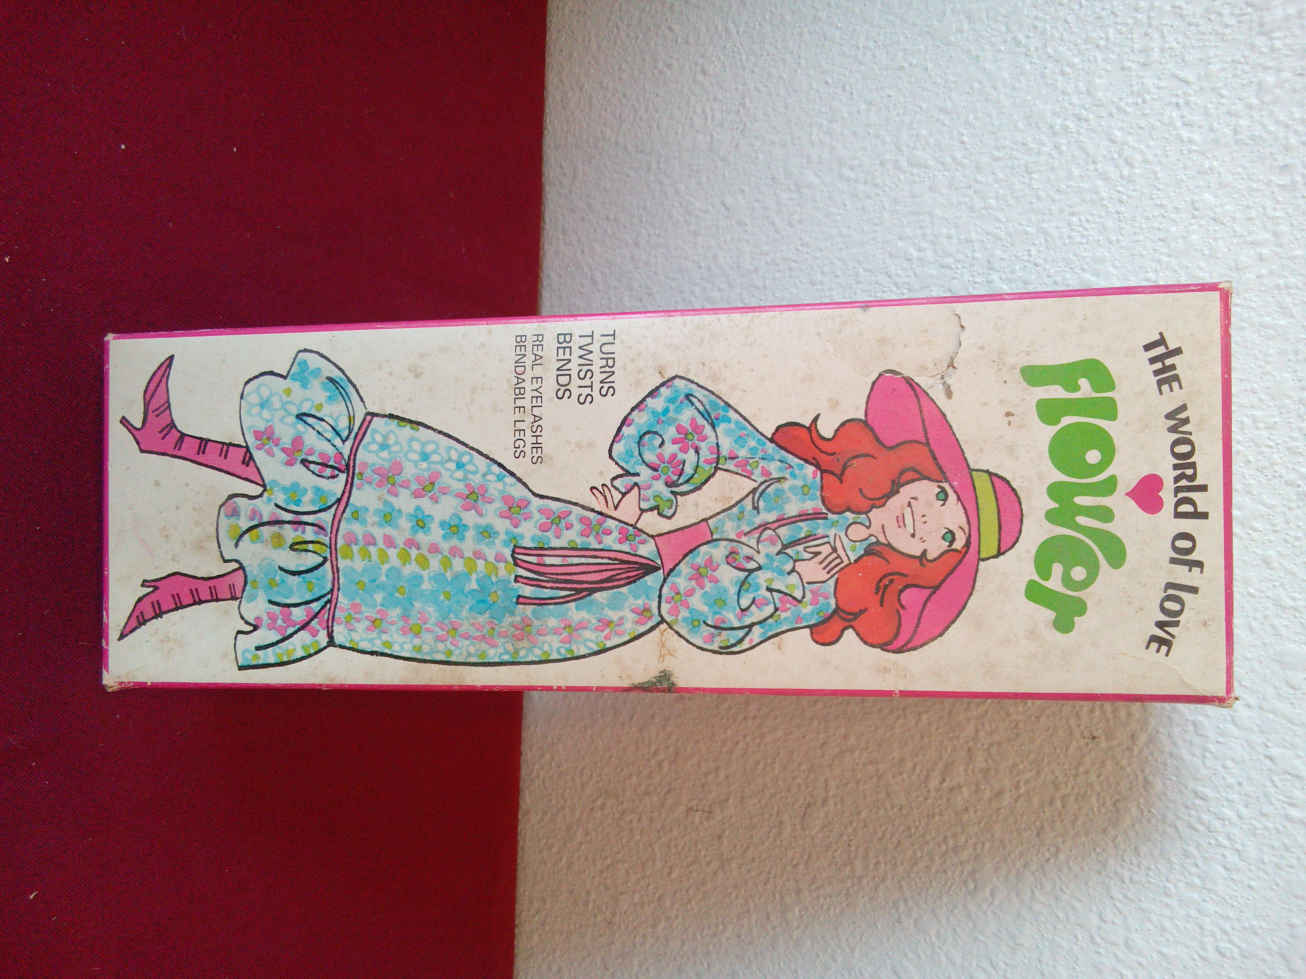 THE WORld of lovE
Flower
TURNS
TWISTS
BENDS
REAL EYELASHES
BENDABLE LEGS